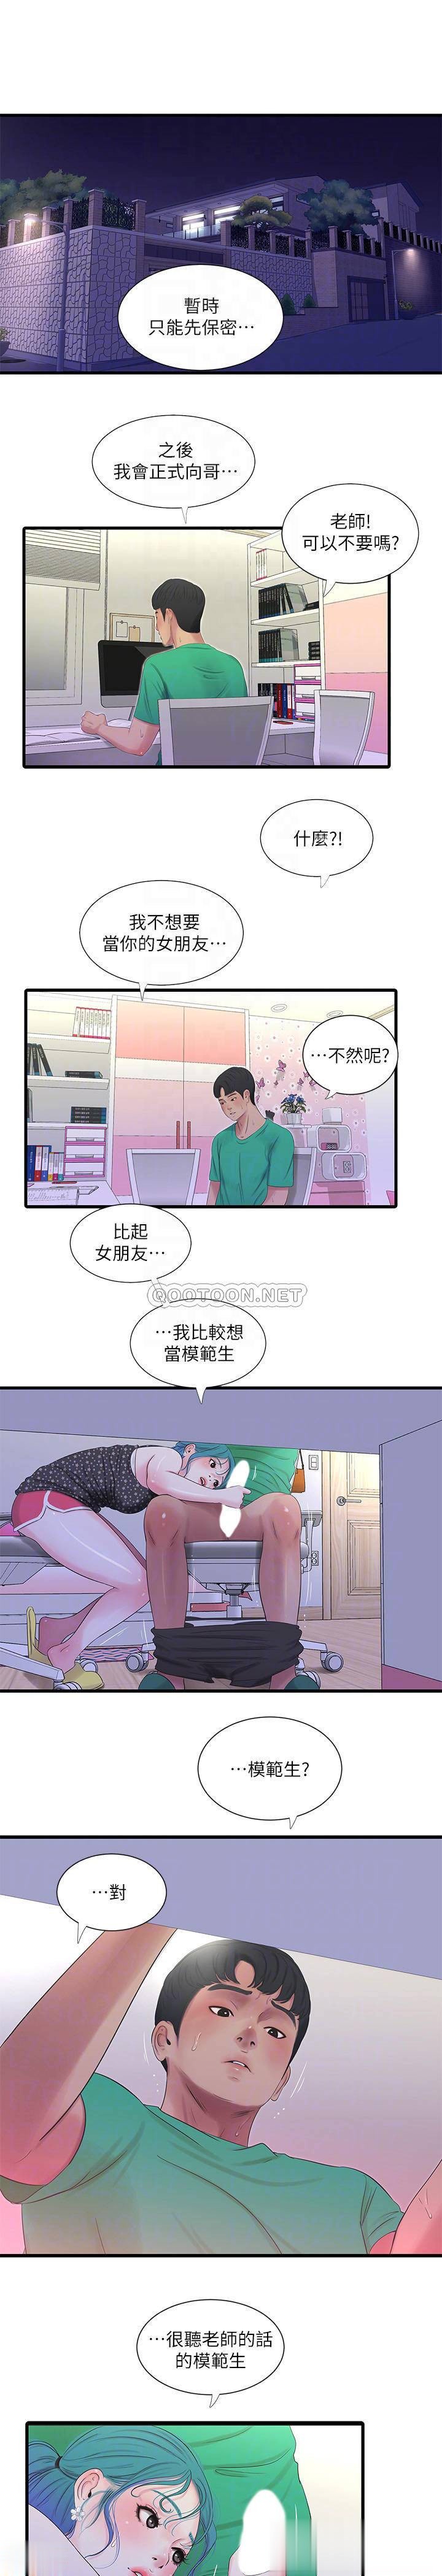 暫時
只能先保密⋯
之後
我會正式向哥⋯
老師!
可以不要嗎?
什麼?!
我不想要
當你的女朋友⋯
⋯不然呢?
比起
女朋友⋯
QOOTOON.NET
⋯我比較想
當模範生
⋯模範生?
⋯對
⋯很聽老師的話
的模範生